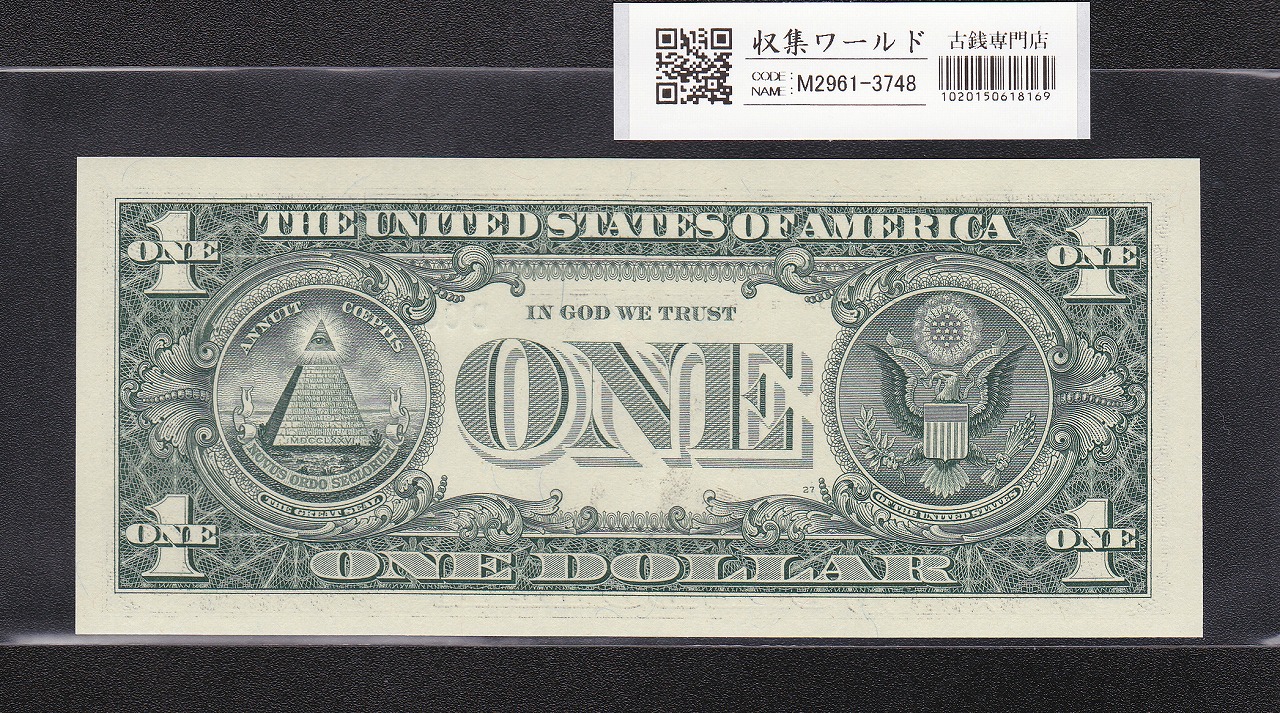 収集ワールド 古銭専門店
CODE:
NAME: M2961-3748
1020150618169
THE UNITED STATES OF AMERICA
1 ONE
1 ONE
ANNUIT CŒPTIS
IN GOD WE TRUST
ONE
MDCCLXXVI
NOVUS ORDO SECLORUM
THE GREAT SEAL
27
OF THE UNITED STATES
1 ONE
1 ONE
ONE DOLLAR